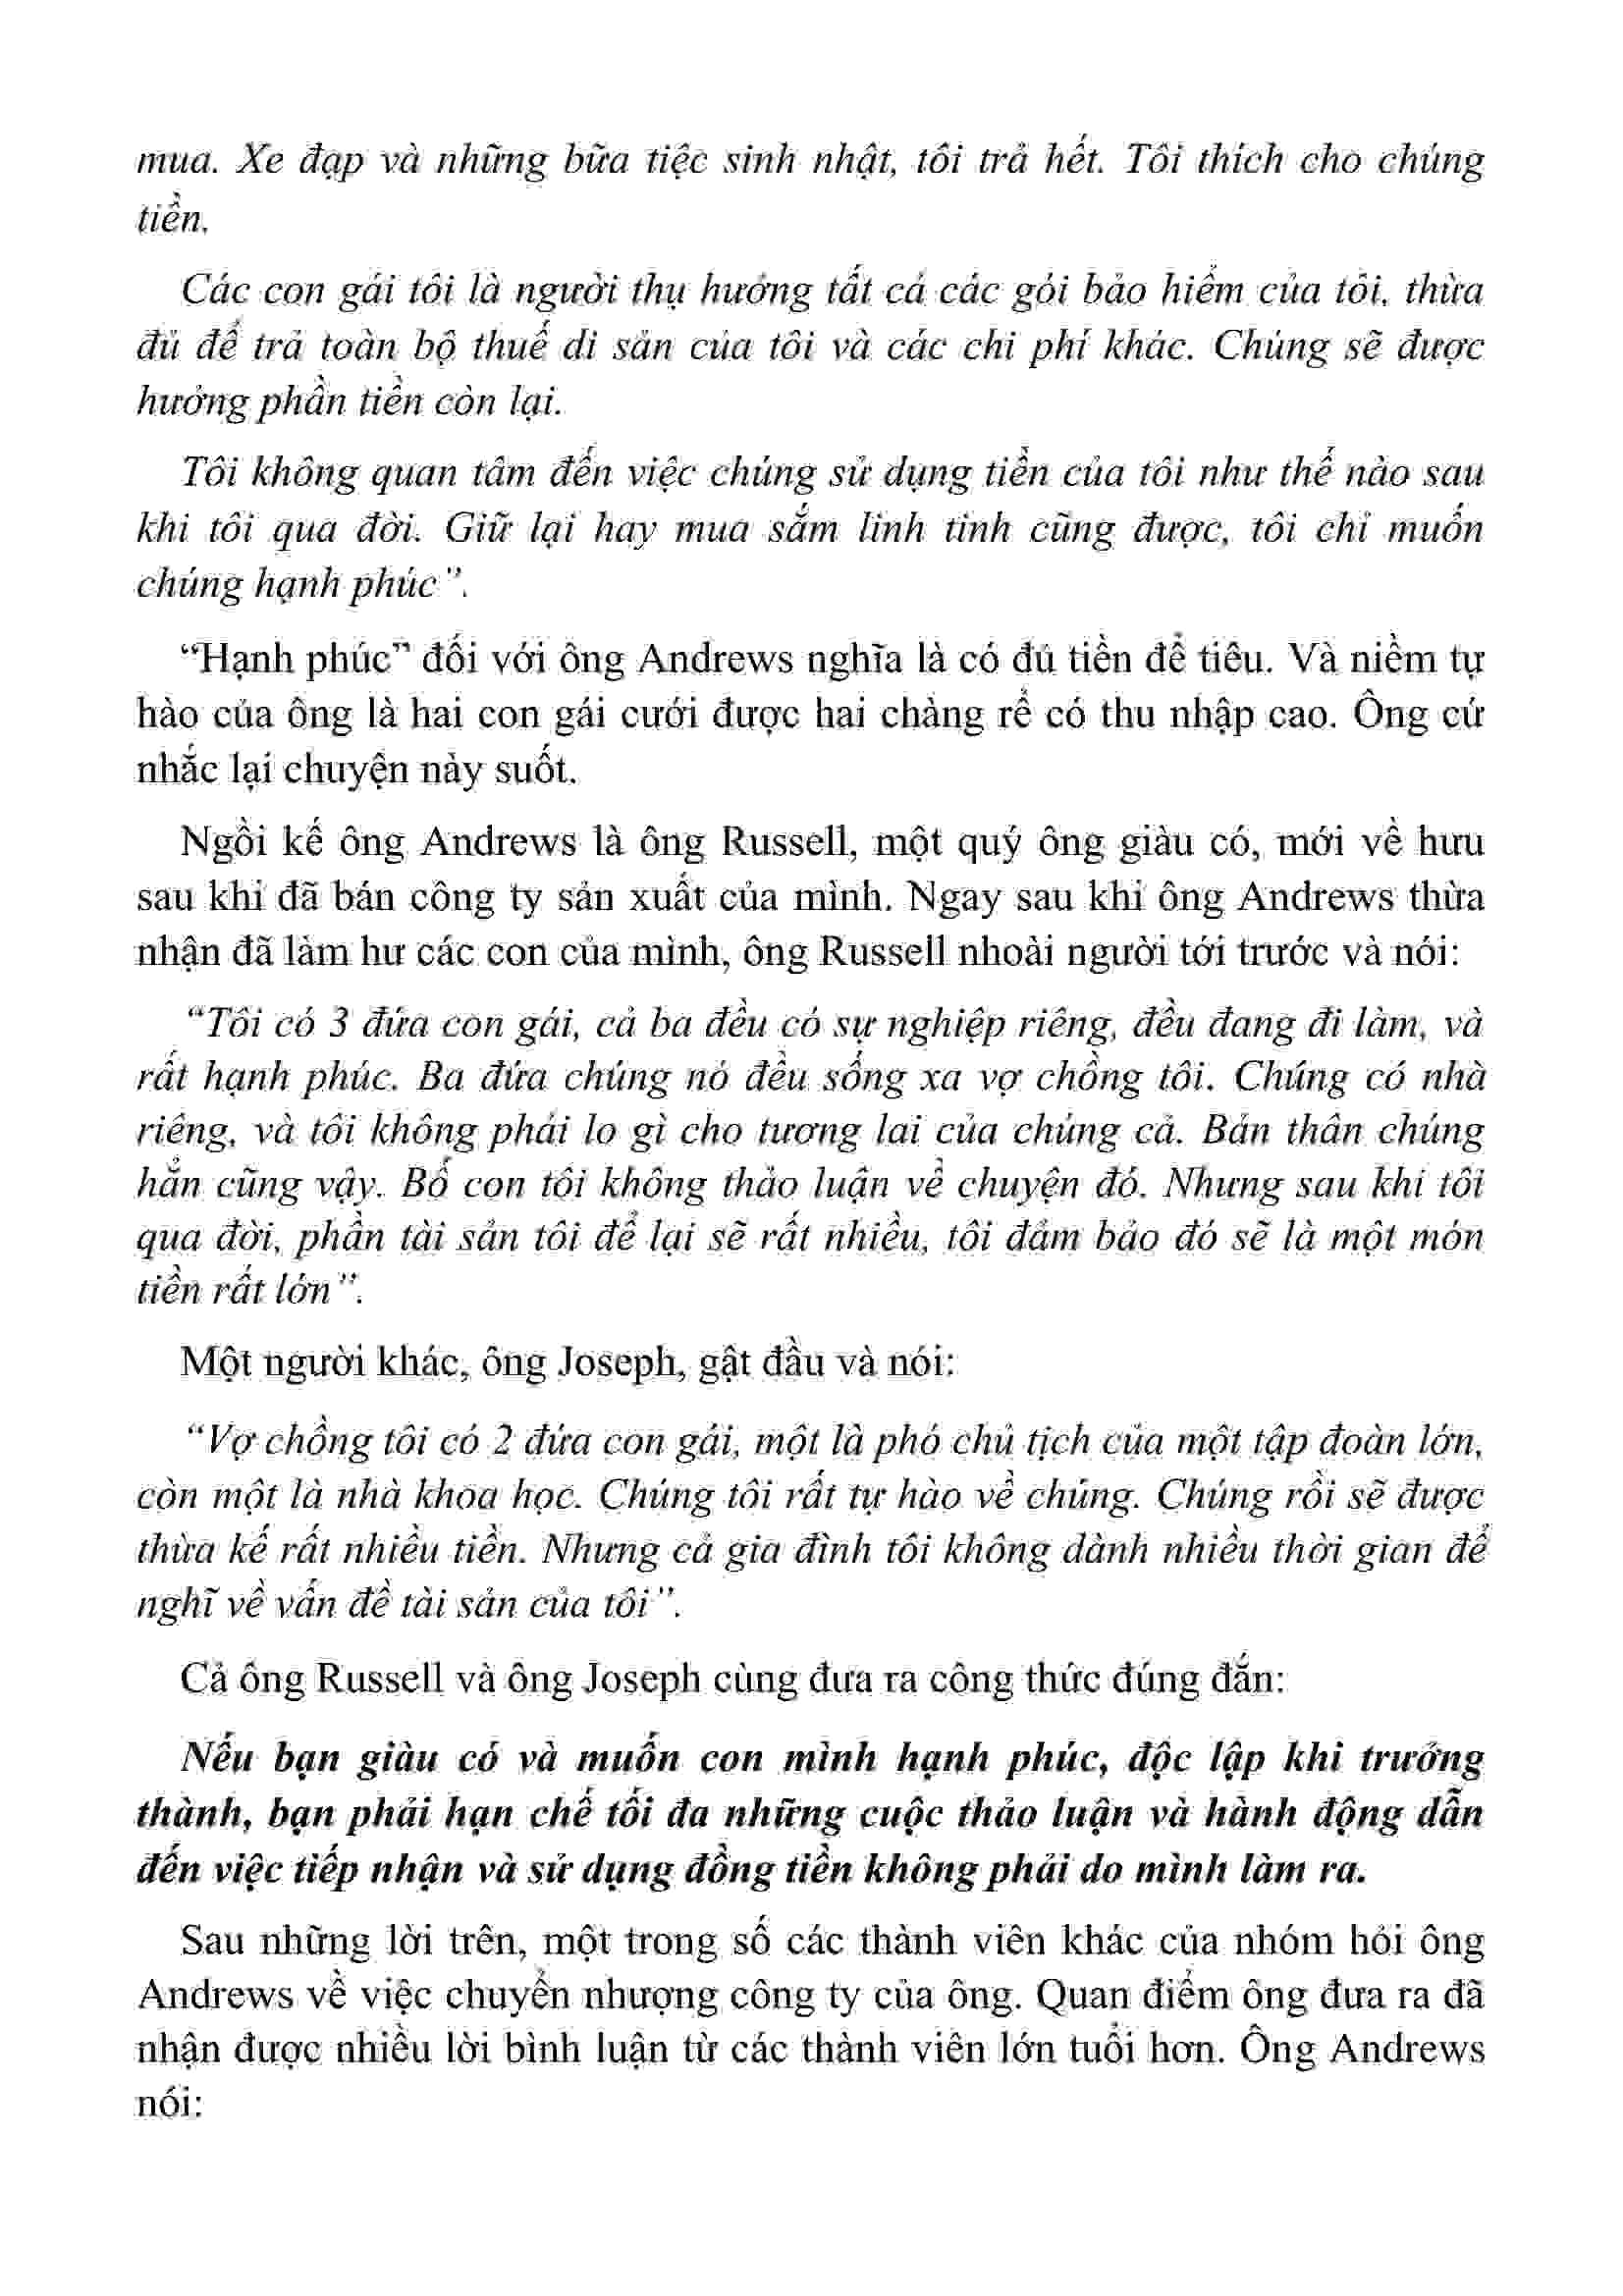 mua. Xe đạp và những bữa tiệc sinh nhật, tôi trả hết. Tôi thích cho chúng
tiền.
Các con gái tôi là người thụ hưởng tất cả các gói bảo hiểm của tôi, thừa
đủ để trả toàn bộ thuế di sản của tôi và các chi phí khác. Chúng sẽ được
hưởng phần tiền còn lại.
Tôi không quan tâm đến việc chúng sử dụng tiền của tôi như thế nào sau
khi tôi qua đời. Giữ lại hay mua sắm linh tinh cũng được, tôi chỉ muốn
chúng hạnh phúc”.
“Hạnh phúc” đối với ông Andrews nghĩa là có đủ tiền để tiêu. Và niềm tự
hào của ông là hai con gái cưới được hai chàng rể có thu nhập cao. Ông cứ
nhắc lại chuyện này suốt.
Ngồi kế ông Andrews là ông Russell, một quý ông giàu có, mới về hưu
sau khi đã bán công ty sản xuất của mình. Ngay sau khi ông Andrews thừa
nhận đã làm hư các con của mình, ông Russell nhoài người tới trước và nói:
“Tôi có 3 đứa con gái, cả ba đều có sự nghiệp riêng, đều đang đi làm, và
rất hạnh phúc. Ba đứa chúng nó đều sống xa vợ chồng tôi. Chúng có nhà
riêng, và tôi không phải lo gì cho tương lai của chúng cả. Bản thân chúng
hẳn cũng vậy. Bố con tôi không thảo luận về chuyện đó. Nhưng sau khi tôi
qua đời, phần tài sản tôi để lại sẽ rất nhiều, tôi đảm bảo đó sẽ là một món
tiền rất lớn”.
Một người khác, ông Joseph, gật đầu và nói:
“Vợ chồng tôi có 2 đứa con gái, một là phó chủ tịch của một tập đoàn lớn,
còn một là nhà khoa học. Chúng tôi rất tự hào về chúng. Chúng rồi sẽ được
thừa kế rất nhiều tiền. Nhưng cả gia đình tôi không dành nhiều thời gian để
nghĩ về vấn đề tài sản của tôi”.
Cả ông Russell và ông Joseph cùng đưa ra công thức đúng đắn:
Nếu bạn giàu có và muốn con mình hạnh phúc, độc lập khi trưởng
thành, bạn phải hạn chế tối đa những cuộc thảo luận và hành động dẫn
đến việc tiếp nhận và sử dụng đồng tiền không phải do mình làm ra.
Sau những lời trên, một trong số các thành viên khác của nhóm hỏi ông
Andrews về việc chuyển nhượng công ty của ông. Quan điểm ông đưa ra đã
nhận được nhiều lời bình luận từ các thành viên lớn tuổi hơn. Ông Andrews
nói: